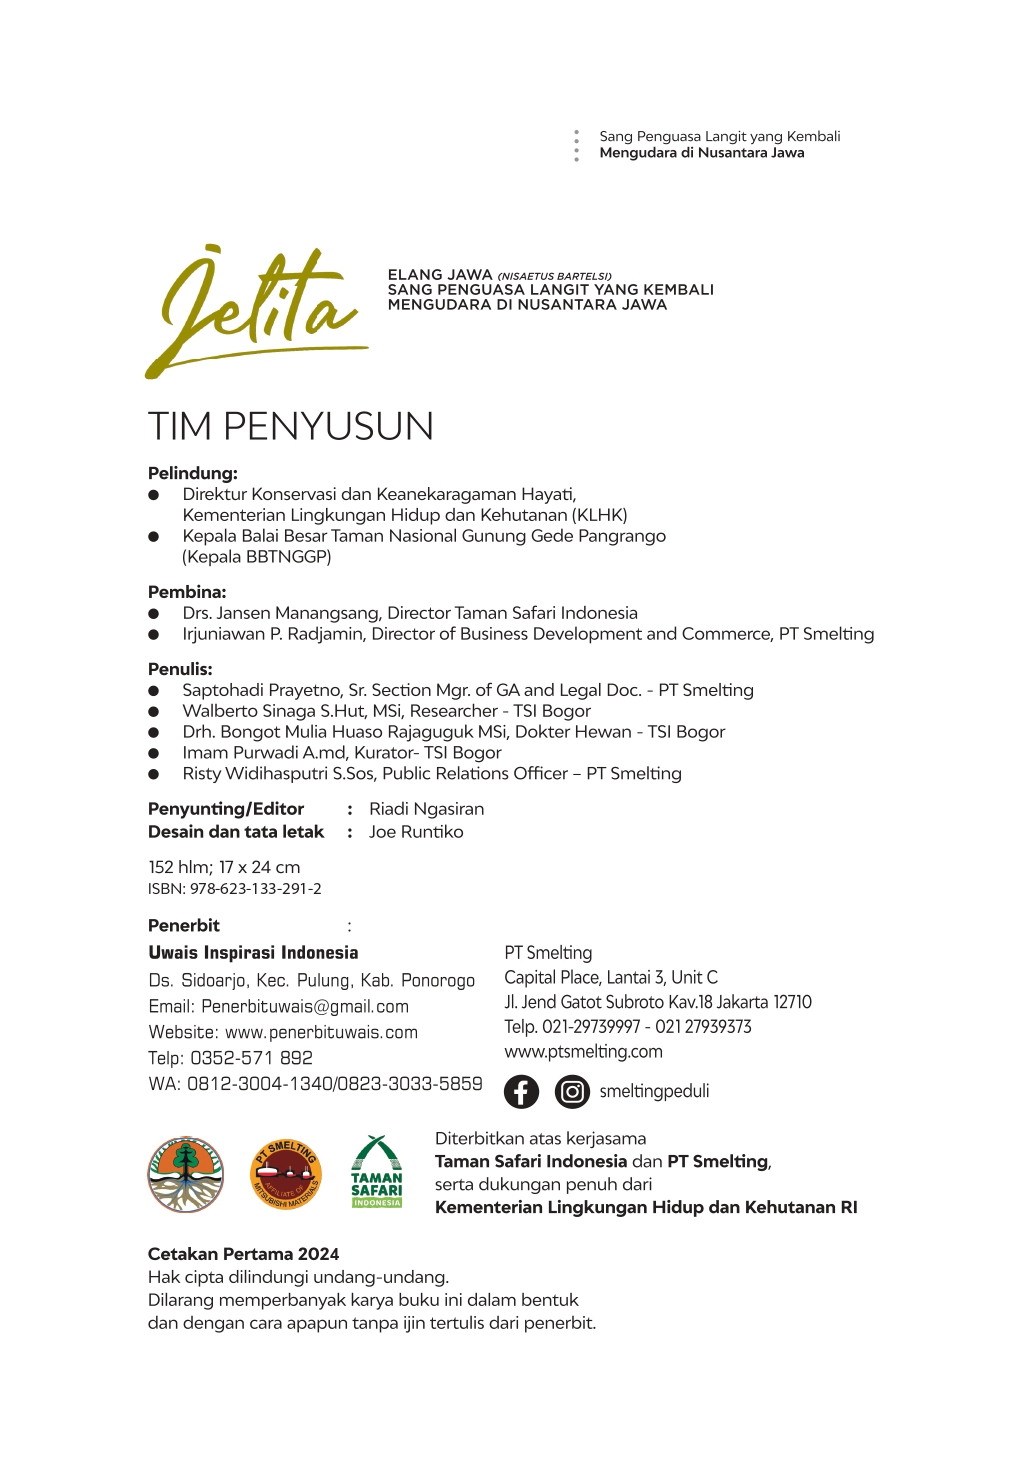 Sang Penguasa Langit yang Kembali
Mengudara di Nusantara Jawa
Jelita
ELANG JAWA (NISAETUS BARTELSI)
SANG PENGUASA LANGIT YANG KEMBALI
MENGUDARA DI NUSANTARA JAWA
TIM PENYUSUN
Pelindung:
● Direktur Konservasi dan Keanekaragaman Hayati,
Kementerian Lingkungan Hidup dan Kehutanan (KLHK)
● Kepala Balai Besar Taman Nasional Gunung Gede Pangrango
(Kepala BBTNGGP)
Pembina:
● Drs. Jansen Manangsang, Director Taman Safari Indonesia
● Irjuniawan P. Radjamin, Director of Business Development and Commerce, PT Smelting
Penulis:
● Saptohadi Prayetno, Sr. Section Mgr. of GA and Legal Doc. - PT Smelting
● Walberto Sinaga S.Hut, MSi, Researcher - TSI Bogor
● Drh. Bongot Mulia Huaso Rajaguguk MSi, Dokter Hewan - TSI Bogor
● Imam Purwadi A.md, Kurator- TSI Bogor
● Risty Widihasputri S.Sos, Public Relations Officer – PT Smelting
Penyunting/Editor : Riadi Ngasiran
Desain dan tata letak : Joe Runtiko
152 hlm; 17 x 24 cm
ISBN: 978-623-133-291-2
Penerbit :
Uwais Inspirasi Indonesia
Ds. Sidoarjo, Kec. Pulung, Kab. Ponorogo
Email: Penerbituwais@gmail.com
Website: www.penerbituwais.com
Telp: 0352-571 892
WA: 0812-3004-1340/0823-3033-5859
PT Smelting
Capital Place, Lantai 3, Unit C
Jl. Jend Gatot Subroto Kav.18 Jakarta 12710
Telp. 021-29739997 - 021 27939373
www.ptsmelting.com
smeltingpeduli
PT SMELTING
AFFILIATE OF
MITSUBISHI MATERIALS
TAMAN
SAFARI
INDONESIA
Diterbitkan atas kerjasama
Taman Safari Indonesia dan PT Smelting,
serta dukungan penuh dari
Kementerian Lingkungan Hidup dan Kehutanan RI
Cetakan Pertama 2024
Hak cipta dilindungi undang-undang.
Dilarang memperbanyak karya buku ini dalam bentuk
dan dengan cara apapun tanpa ijin tertulis dari penerbit.